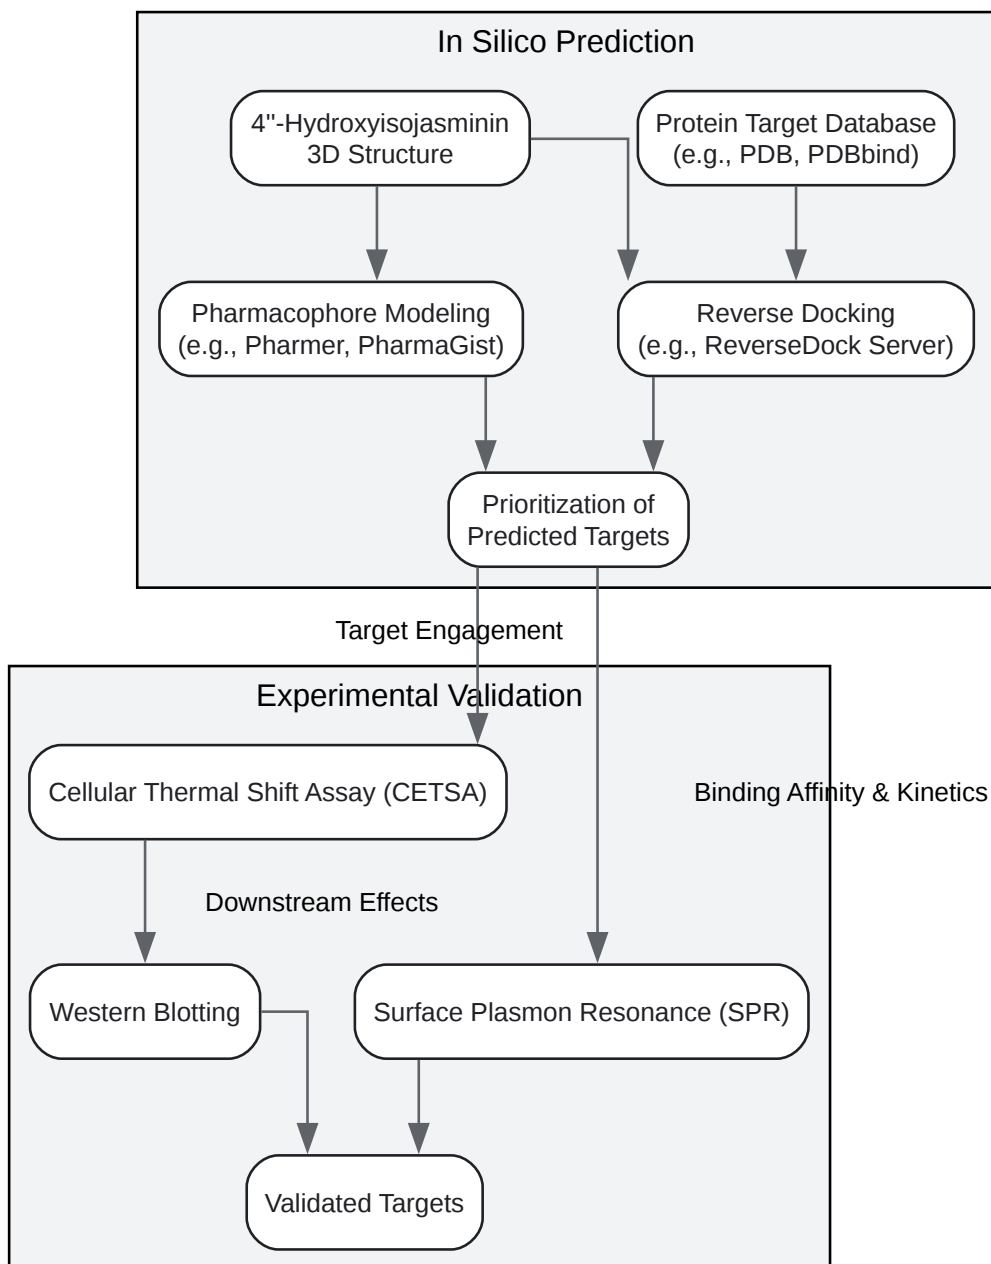 In Silico Prediction
4"-Hydroxyisojasminin
3D Structure
Protein Target Database
(e.g., PDB, PDBbind)
Pharmacophore Modeling
(e.g., Pharmer, PharmaGist)
Reverse Docking
(e.g., ReverseDock Server)
Prioritization of
Predicted Targets
Target Engagement
Experimental Validation
Cellular Thermal Shift Assay (CETSA)
Binding Affinity & Kinetics
Downstream Effects
Western Blotting
Surface Plasmon Resonance (SPR)
Validated Targets